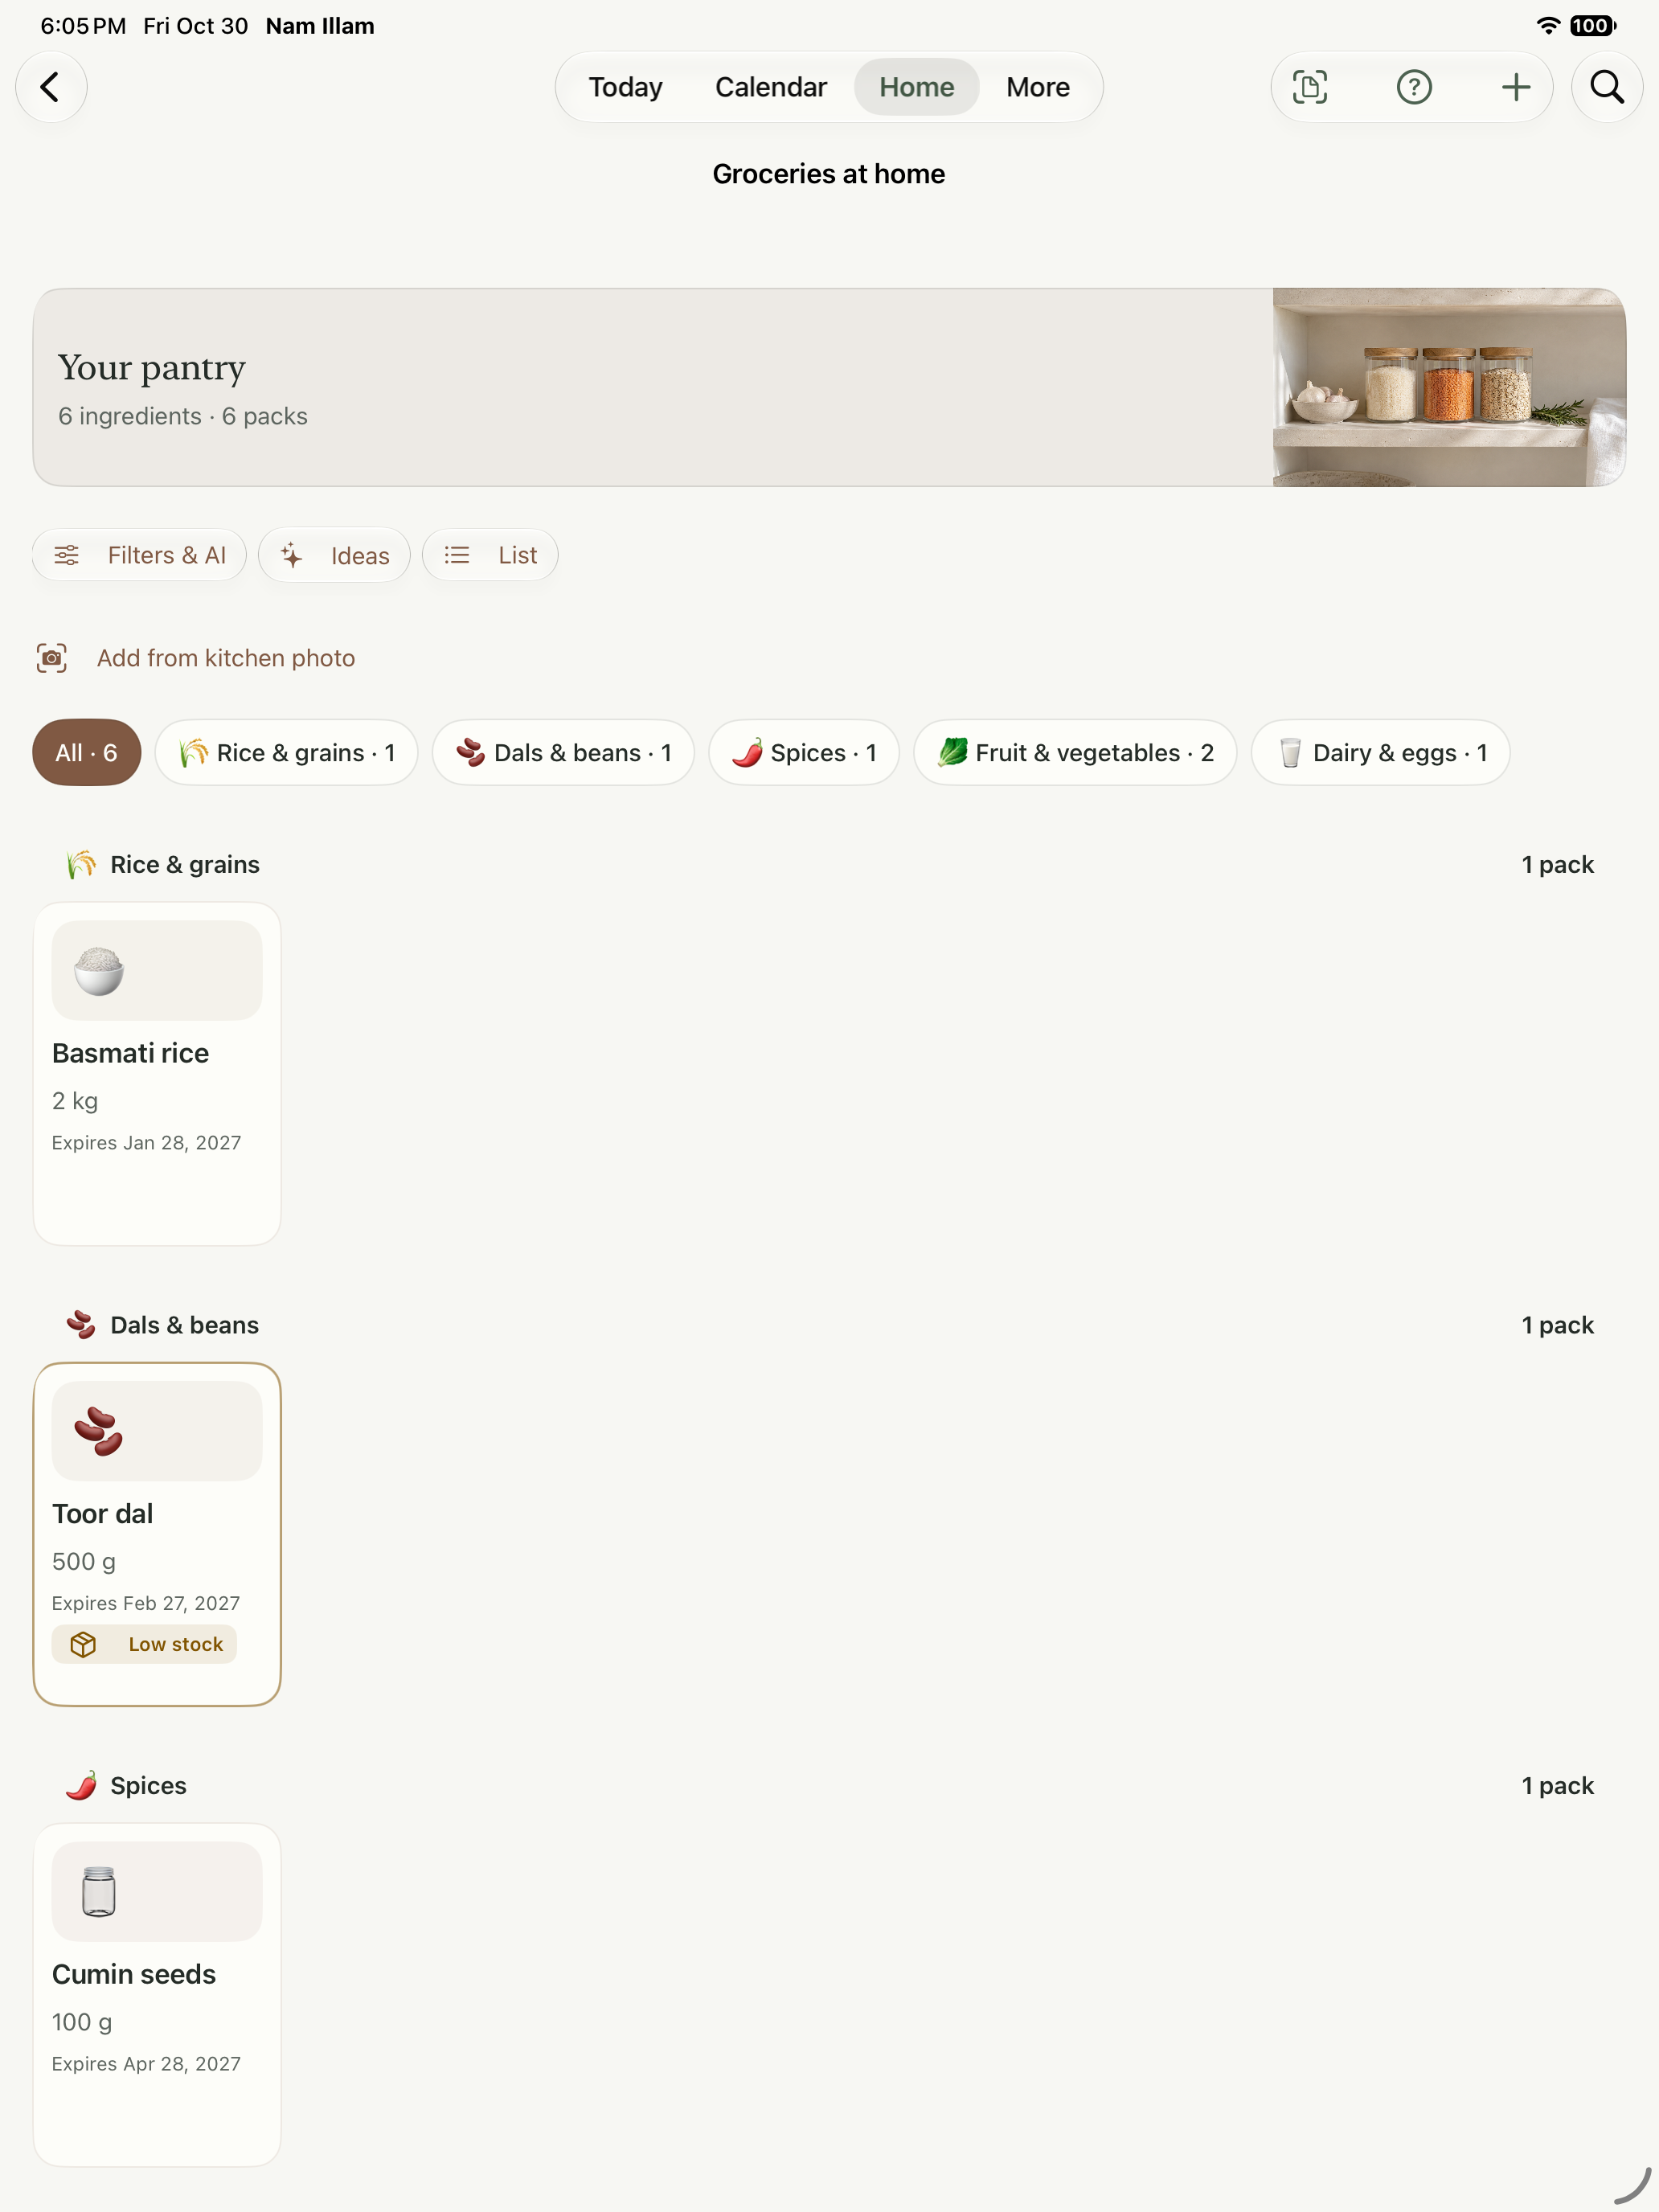 6:05 PM Fri Oct 30 Nam Illam
100
Today Calendar Home More
Groceries at home
Your pantry
6 ingredients · 6 packs
Filters & AI Ideas List
Add from kitchen photo
All · 6 Rice & grains · 1 Dals & beans · 1 Spices · 1 Fruit & vegetables · 2 Dairy & eggs · 1
Rice & grains 1 pack
Basmati rice
2 kg
Expires Jan 28, 2027
Dals & beans 1 pack
Toor dal
500 g
Expires Feb 27, 2027
Low stock
Spices 1 pack
Cumin seeds
100 g
Expires Apr 28, 2027